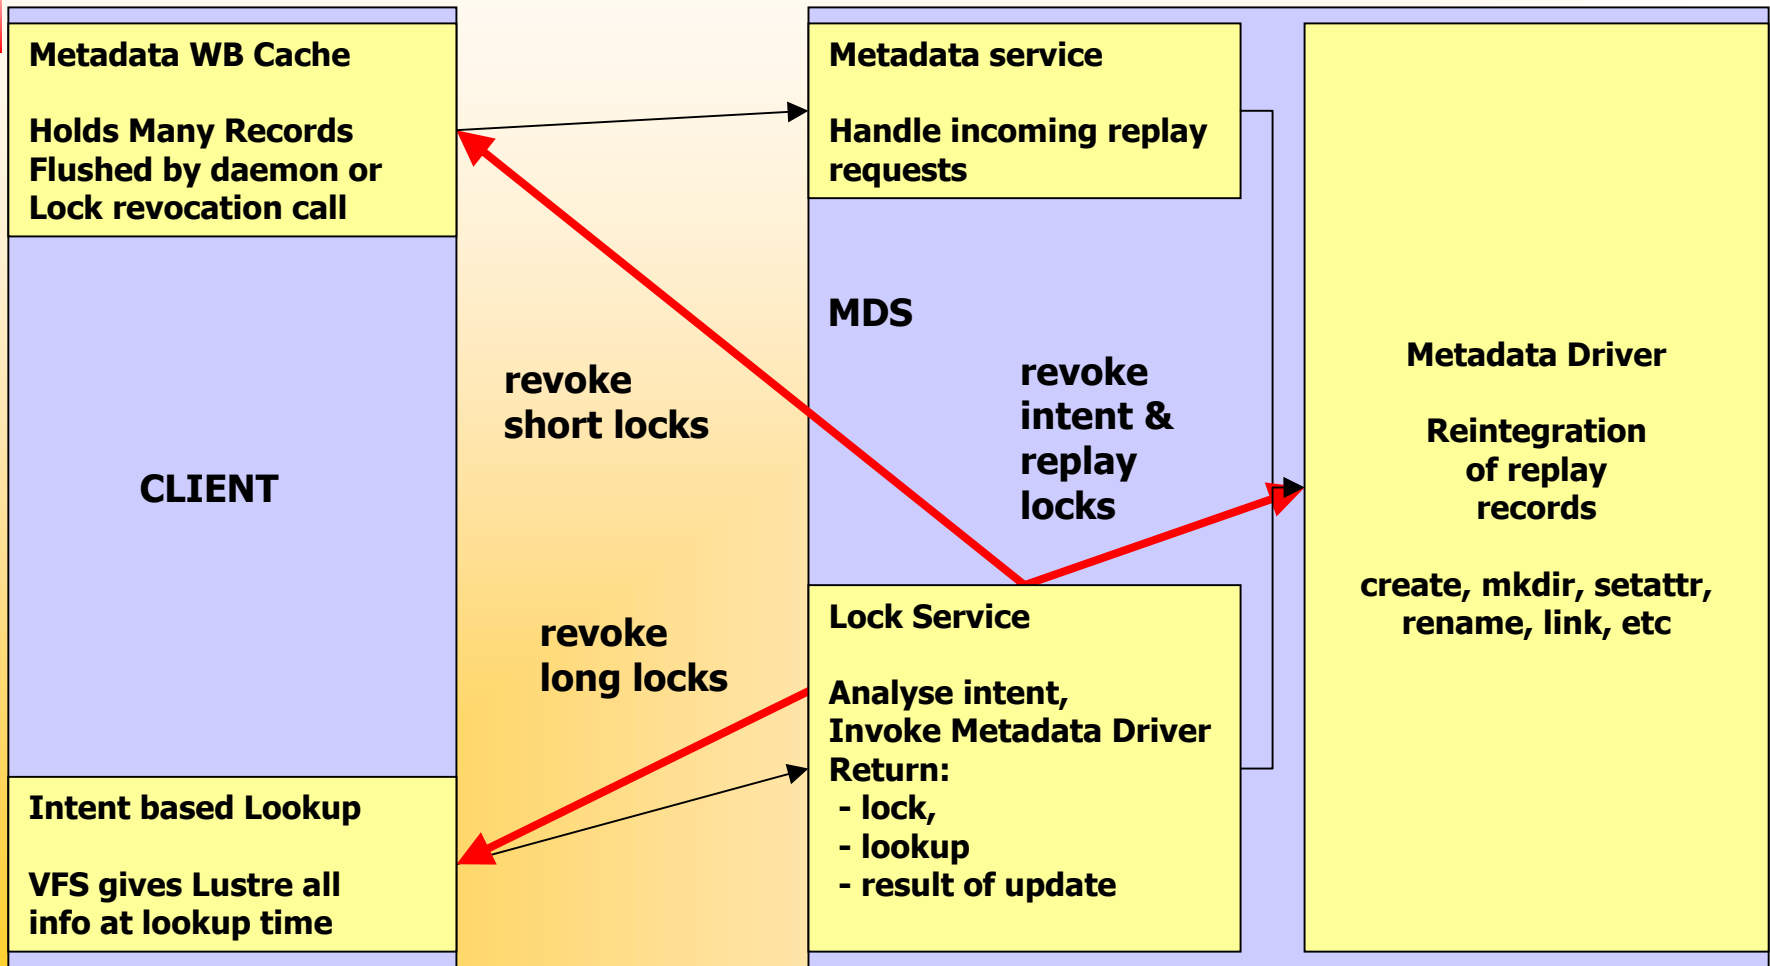 Metadata WB Cache
Holds Many Records
Flushed by daemon or
Lock revocation call
CLIENT
Intent based Lookup
VFS gives Lustre all
info at lookup time
revoke
short locks
revoke
long locks
Metadata service
Handle incoming replay
requests
MDS
revoke
intent &
replay
locks
Lock Service
Analyse intent,
Invoke Metadata Driver
Return:
- lock,
- lookup
- result of update
Metadata Driver
Reintegration
of replay
records
create, mkdir, setattr,
rename, link, etc